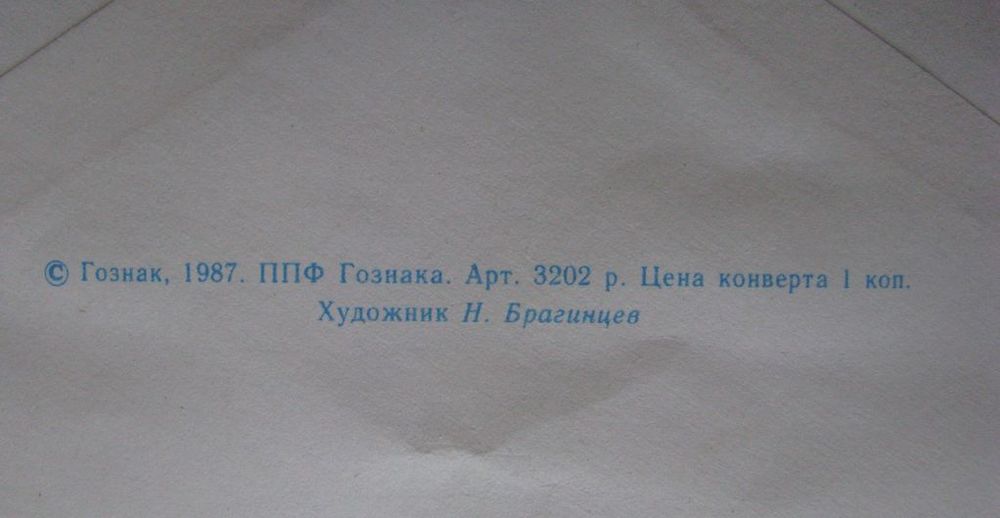 © Гознак, 1987. ППФ Гознака. Арт. 3202 р. Цена конверта 1 коп.
Художник Н. Брагинцев